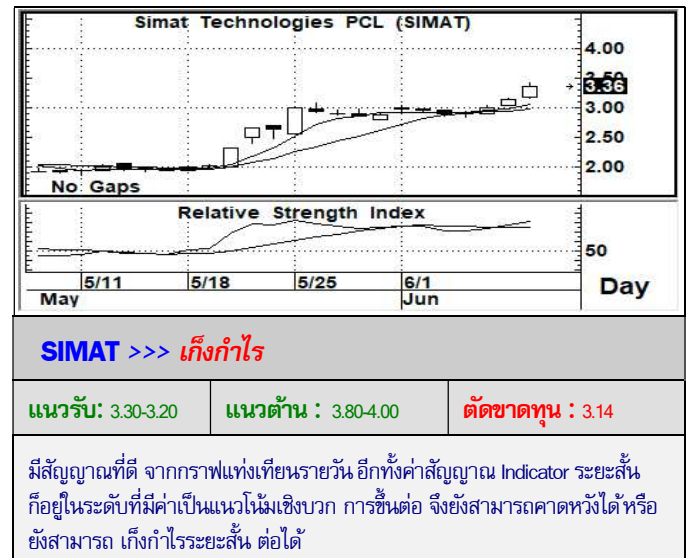 Simat Technologies PCL (SIMAT)
4.00
3.50
3.36
3.00
2.50
2.00
No Gaps
Relative Strength Index
50
5/11 5/18 5/25 6/1
May Jun
Day
SIMAT >>> เก็งกำไร
แนวรับ: 3.30-3.20 แนวต้าน : 3.80-4.00 ตัดขาดทุน : 3.14
มีสัญญาณที่ดี จากกราฟแท่งเทียนรายวัน อีกทั้งค่าสัญญาณ Indicator ระยะสั้น
ก็อยู่ในระดับที่มีค่าเป็นแนวโน้มเชิงบวก การขึ้นต่อ จึงยังสามารถคาดหวังได้ หรือ
ยังสามารถ เก็งกำไรระยะสั้น ต่อได้